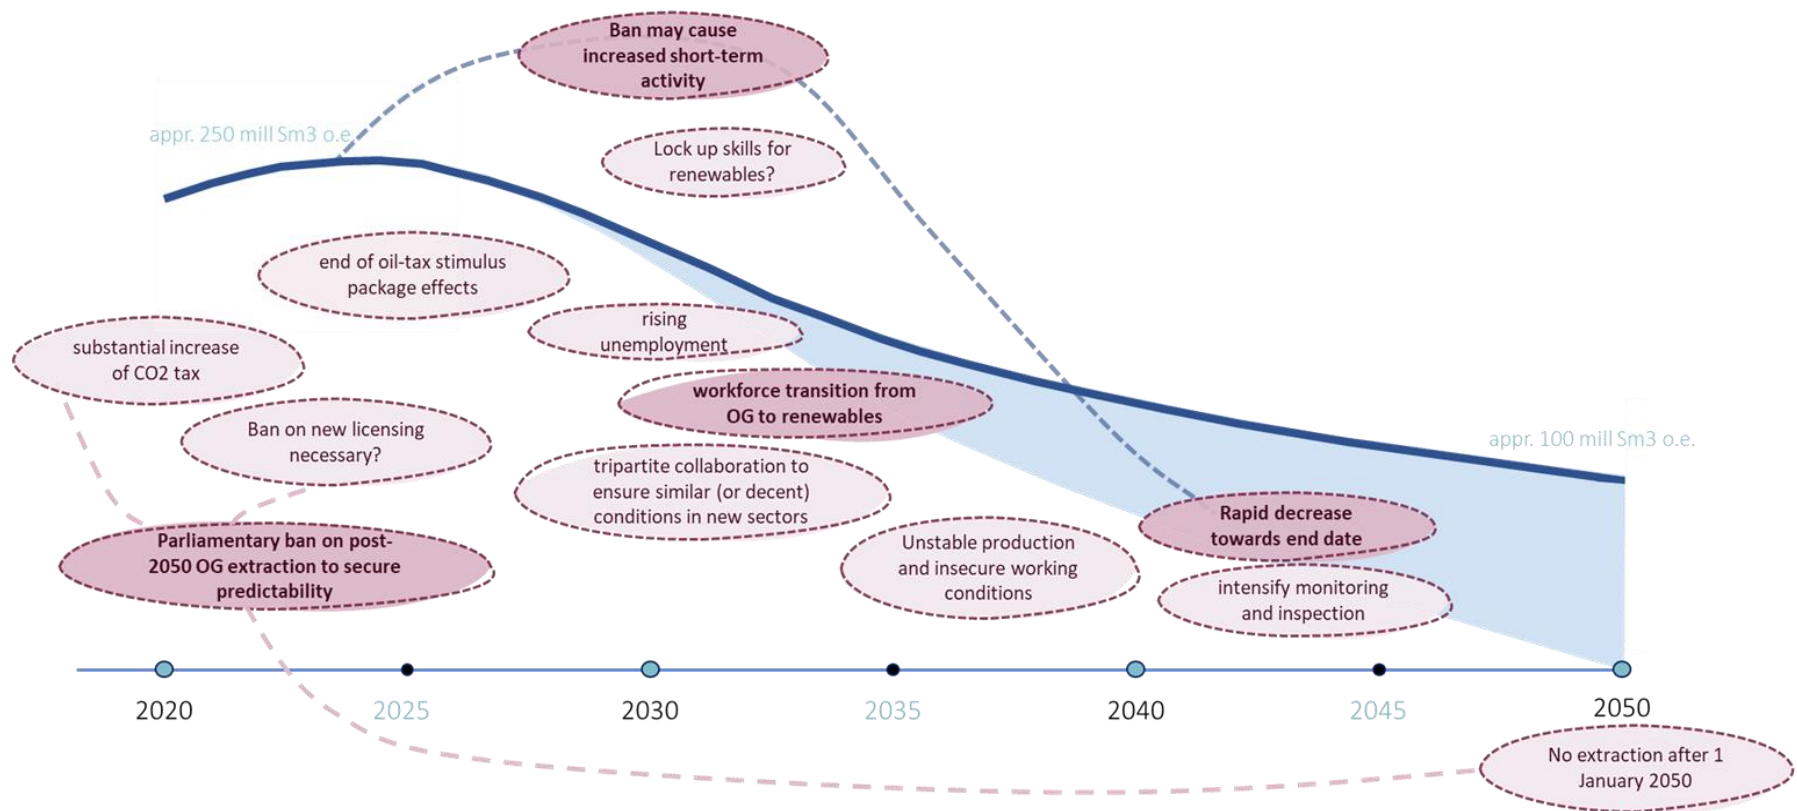 Ban may cause
increased short-term
activity
appr. 250 mill Sm3 o.e.
Lock up skills for
renewables?
end of oil-tax stimulus
package effects
rising
unemployment
substantial increase
of CO2 tax
workforce transition from
OG to renewables
Ban on new licensing
necessary?
appr. 100 mill Sm3 o.e.
tripartite collaboration to
ensure similar (or decent)
conditions in new sectors
Rapid decrease
towards end date
Parliamentary ban on post-
2050 OG extraction to secure
predictability
Unstable production
and insecure working
conditions
intensify monitoring
and inspection
2020
2025
2030
2035
2040
2045
2050
No extraction after 1
January 2050